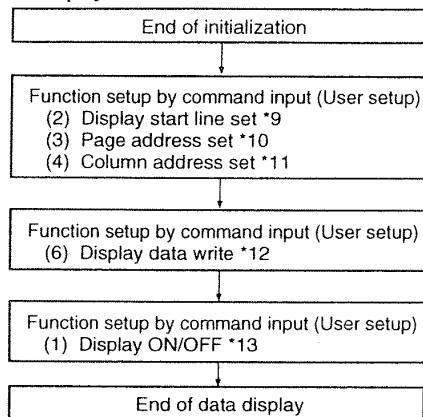 End of initialization
Function setup by command input (User setup)
(2) Display start line set *9
(3) Page address set *10
(4) Column address set *11
Function setup by command input (User setup)
(6) Display data write *12
Function setup by command input (User setup)
(1) Display ON/OFF *13
End of data display